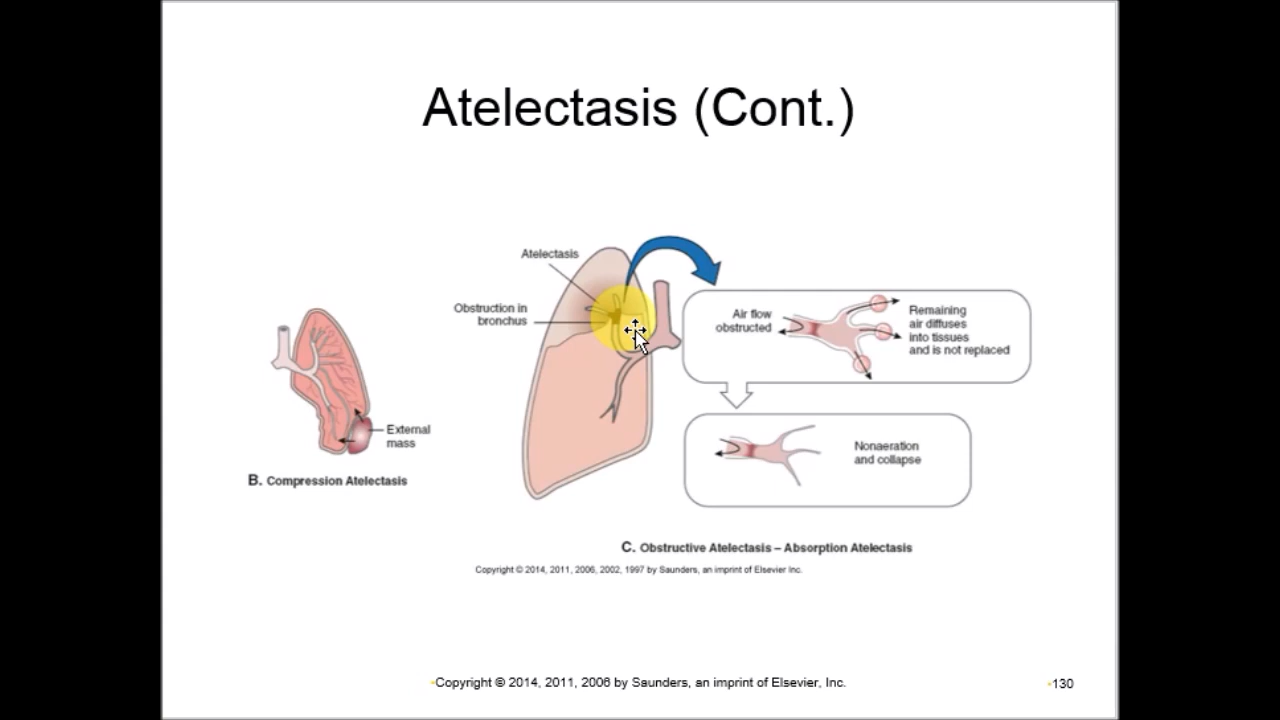 Atelectasis (Cont.)
Atelectasis
Obstruction in
bronchus
Air flow
obstructed
Remaining
air diffuses
into tissues
and is not replaced
External
mass
B. Compression Atelectasis
Nonaeration
and collapse
C. Obstructive Atelectasis – Absorption Atelectasis
Copyright © 2014, 2011, 2006, 2002, 1997 by Saunders, an imprint of Elsevier Inc.
Copyright © 2014, 2011, 2006 by Saunders, an imprint of Elsevier, Inc.
130